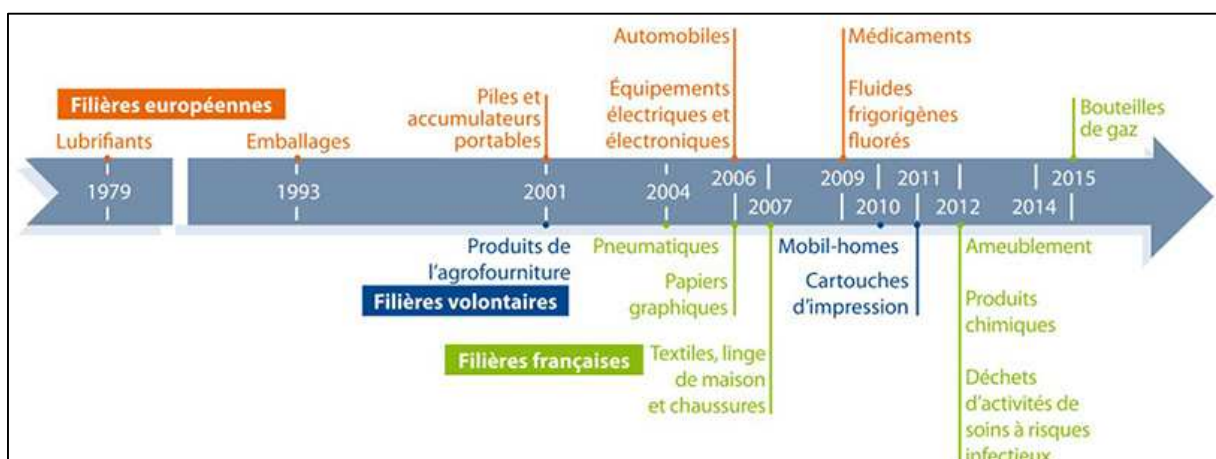 Filières européennes
Lubrifiants
Emballages
Piles et
accumulateurs
portables
Automobiles
Équipements
électriques et
électroniques
Médicaments
Fluides
frigorigènes
fluorés
Bouteilles
de gaz
1979
1993
2001
2004
2006
2007
2009
2010
2011
2012
2014
2015
Produits de
l'agrofourniture
Filières volontaires
Pneumatiques
Papiers
graphiques
Filières françaises
Textiles, linge
de maison
et chaussures
Mobil-homes
Cartouches
d'impression
Ameublement
Produits
chimiques
Déchets
d'activités de
soins à risques
infectieux